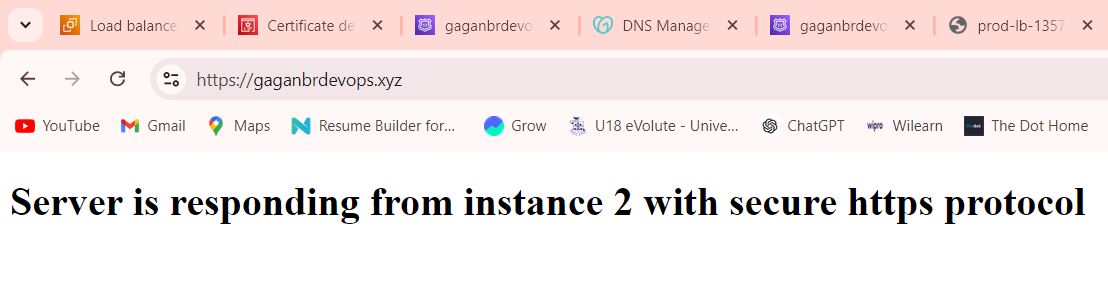 Load balance
Certificate de
gaganbrdevo
DNS Manage
gaganbrdevo
prod-lb-1357
https://gaganbrdevops.xyz
YouTube
Gmail
Maps
Resume Builder for...
Grow
U18 eVolute - Unive...
ChatGPT
wipro
Wilearn
The Dot Home
Server is responding from instance 2 with secure https protocol